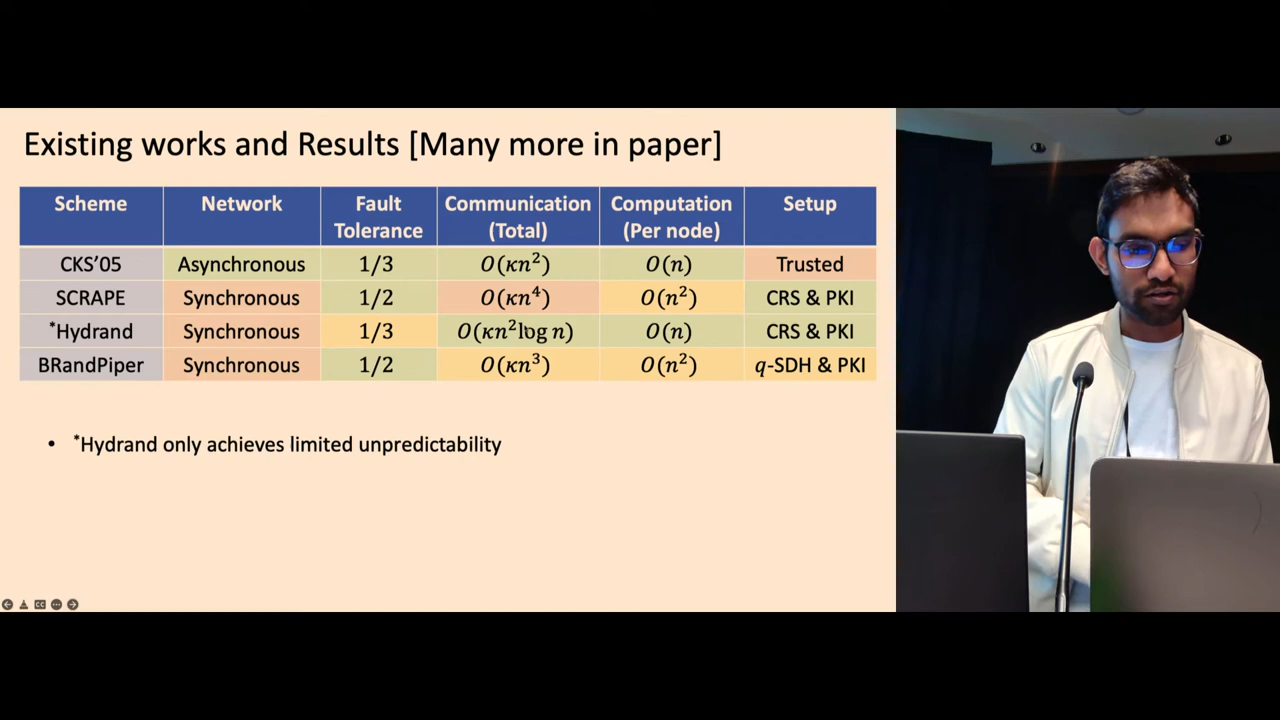 Existing works and Results [Many more in paper]
Scheme Network Fault Tolerance Communication (Total) Computation (Per node) Setup
CKS'05 Asynchronous 1/3 O(κn²) O(n) Trusted
SCRAPE Synchronous 1/2 O(κn⁴) O(n²) CRS & PKI
*Hydrand Synchronous 1/3 O(κn² log n) O(n) CRS & PKI
BRandPiper Synchronous 1/2 O(κn³) O(n²) q-SDH & PKI
• *Hydrand only achieves limited unpredictability